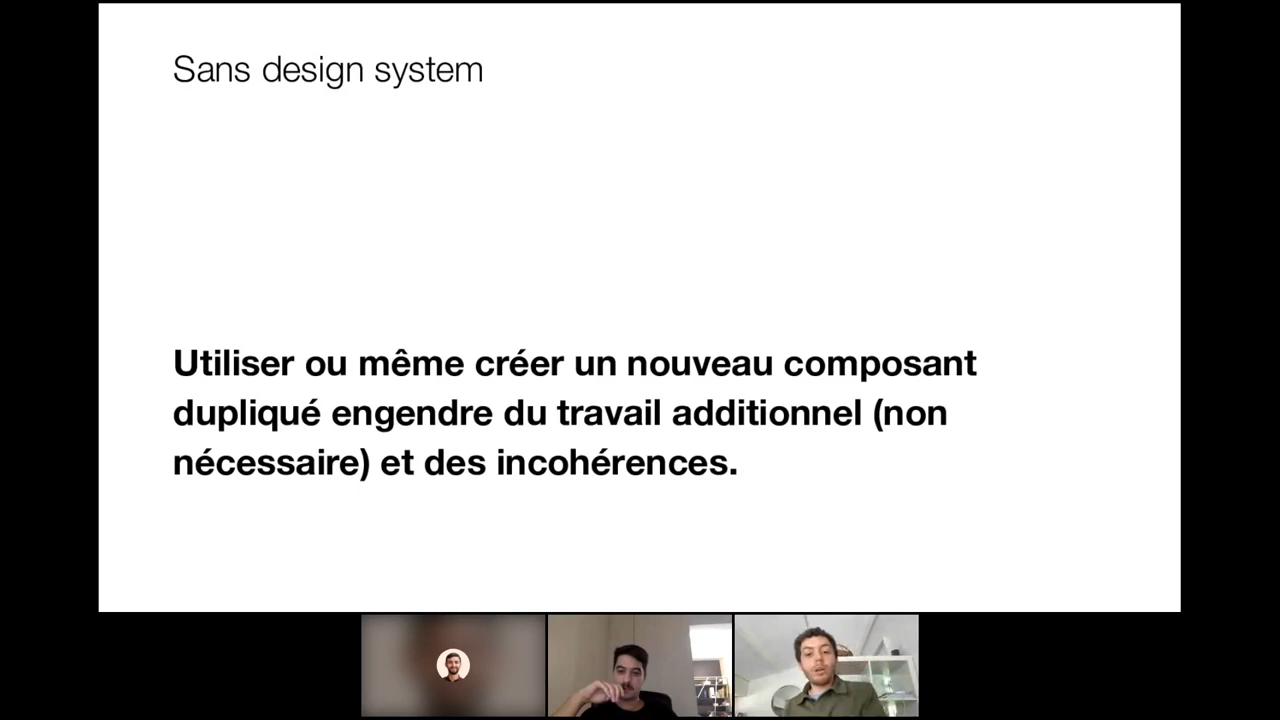 Sans design system
Utiliser ou même créer un nouveau composant
dupliqué engendre du travail additionnel (non
nécessaire) et des incohérences.